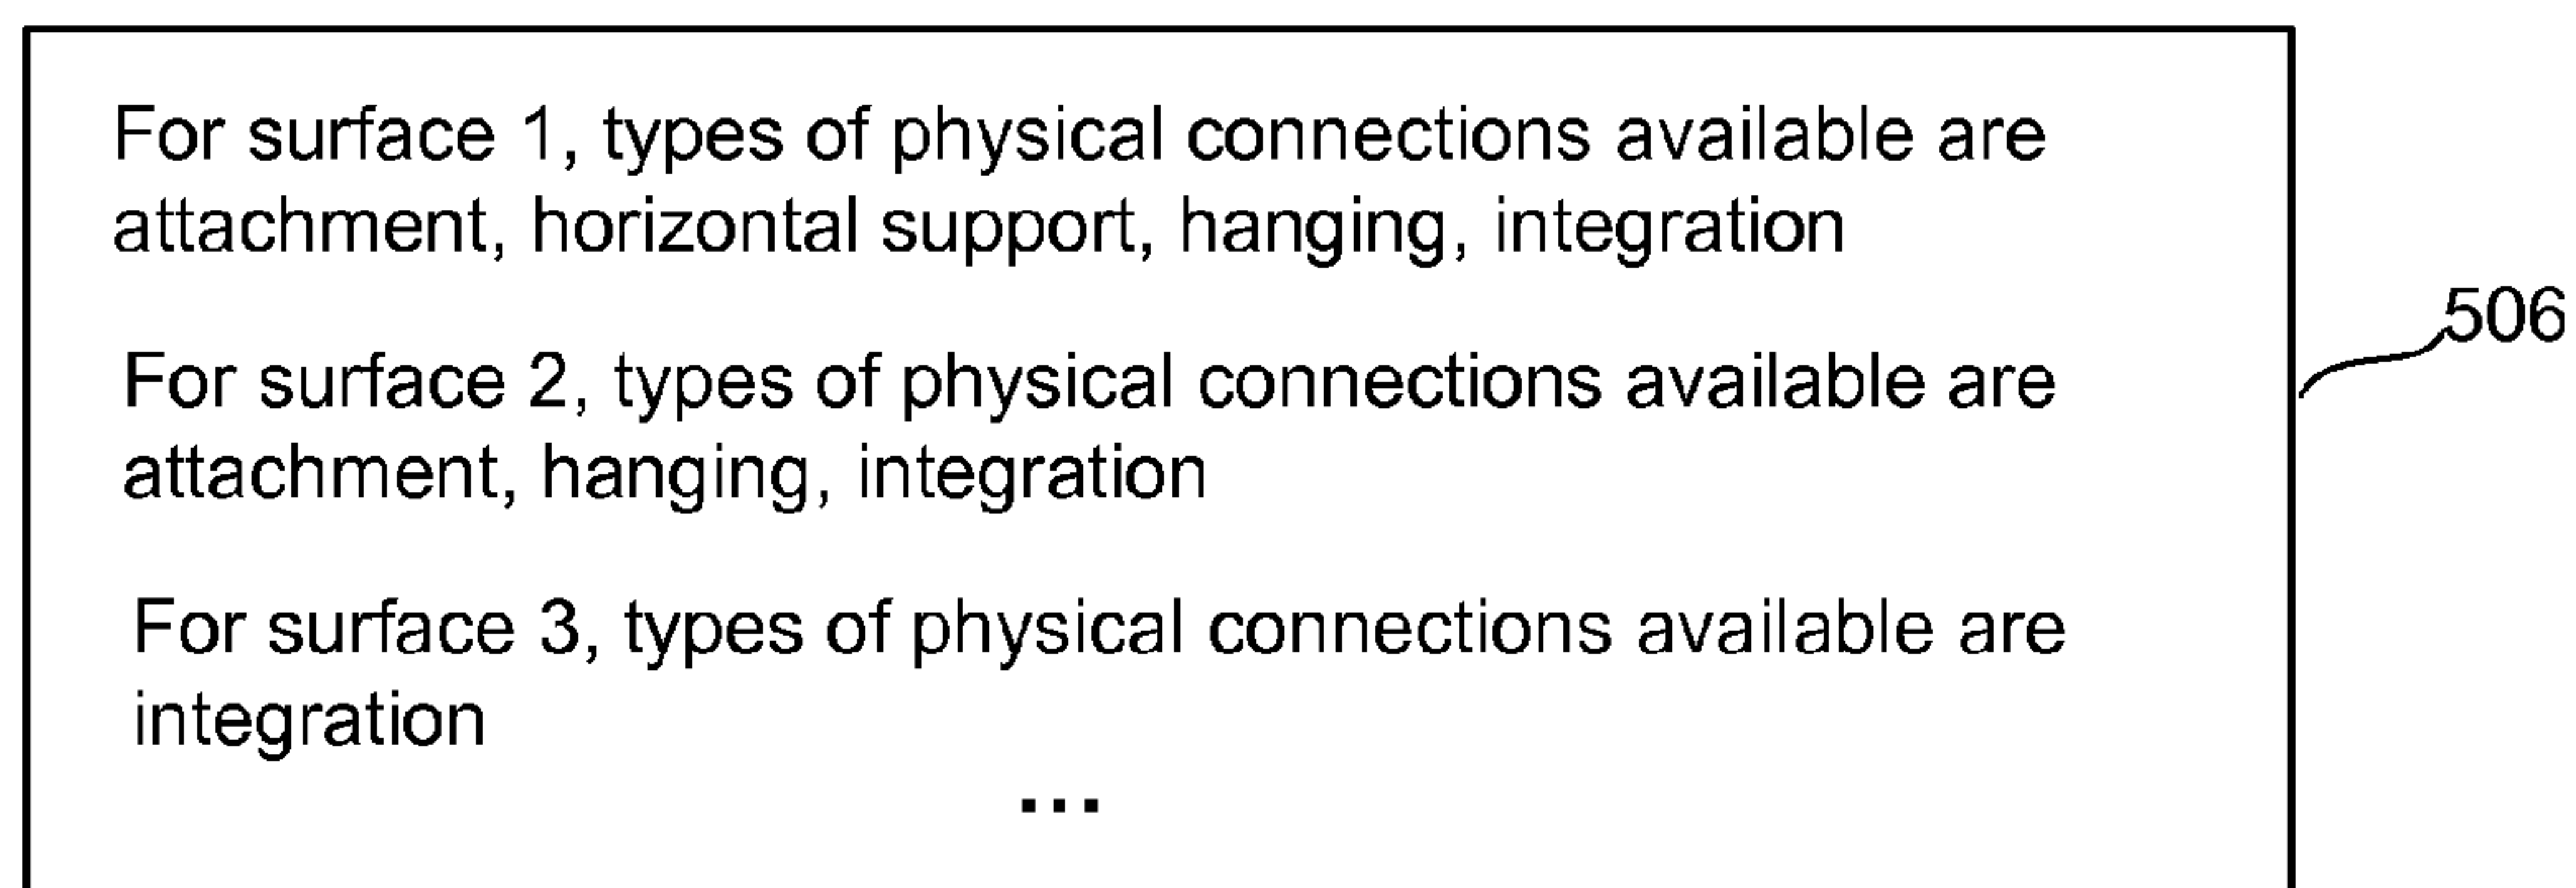 For surface 1, types of physical connections available are
attachment, horizontal support, hanging, integration
506
For surface 2, types of physical connections available are
attachment, hanging, integration
For surface 3, types of physical connections available are
integration
...